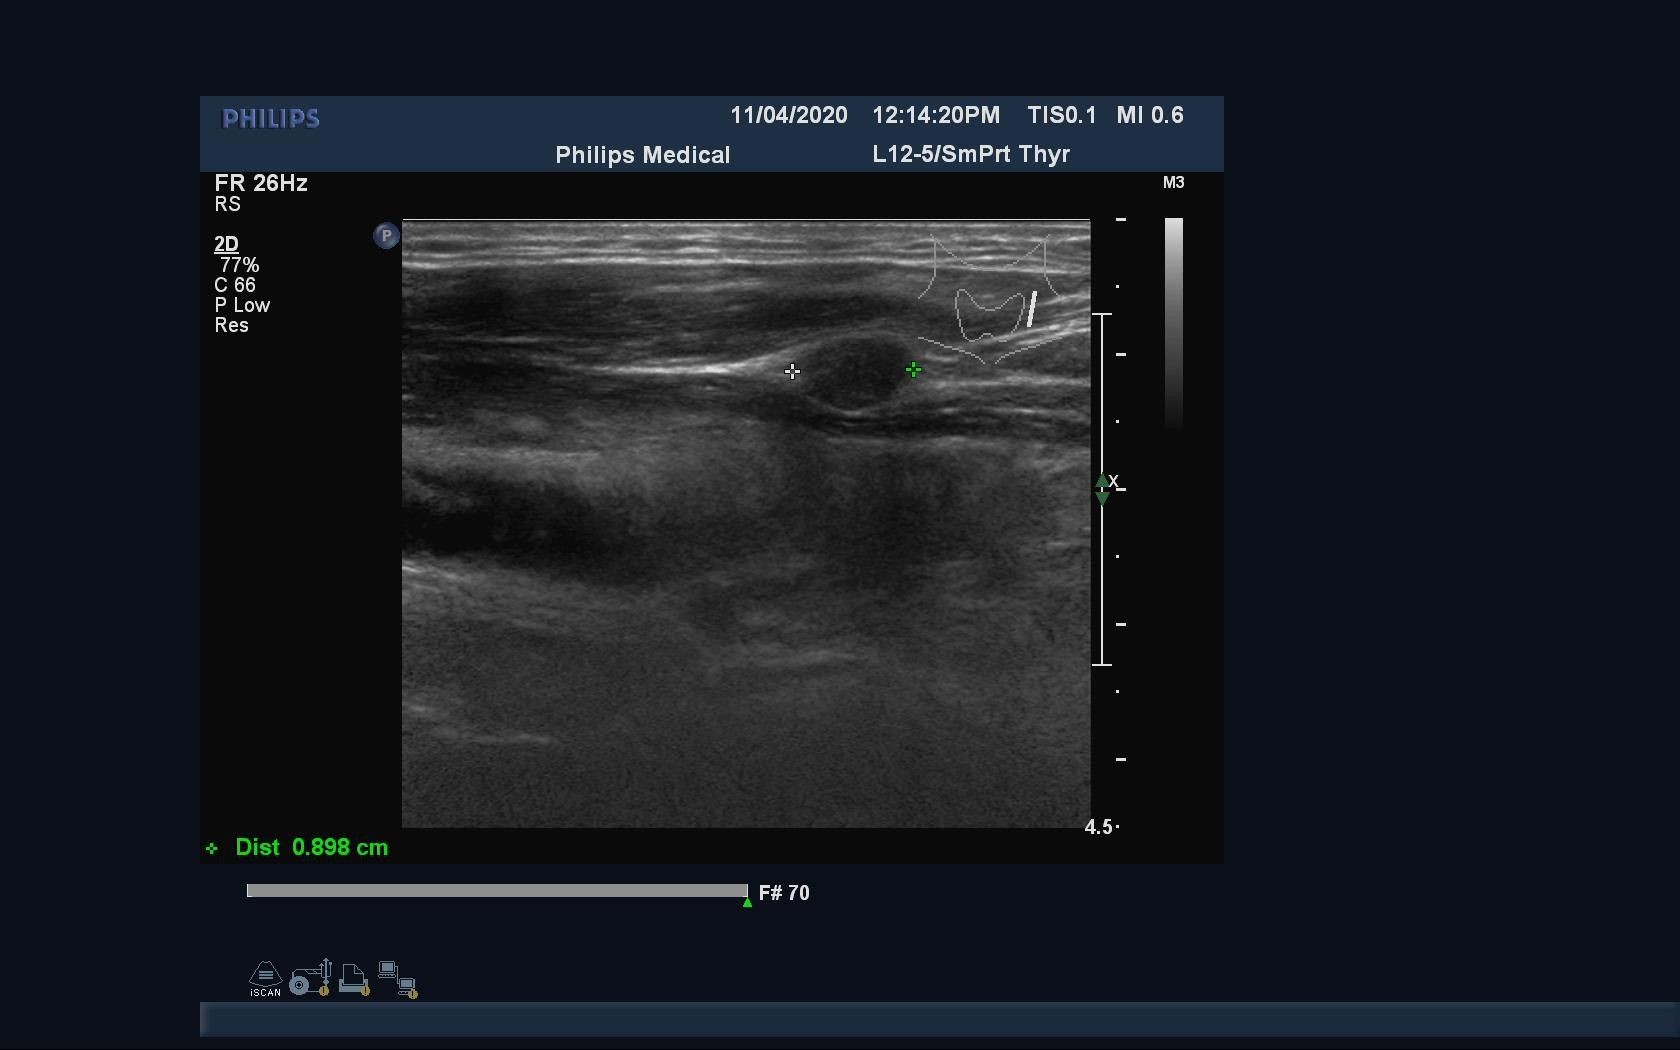 PHILIPS
11/04/2020 12:14:20PM TIS0.1 MI 0.6
Philips Medical L12-5/SmPrt Thyr
FR 26Hz
RS
M3
P
2D
77%
C 66
P Low
Res
X
4.5
Dist 0.898 cm
F# 70
iSCAN